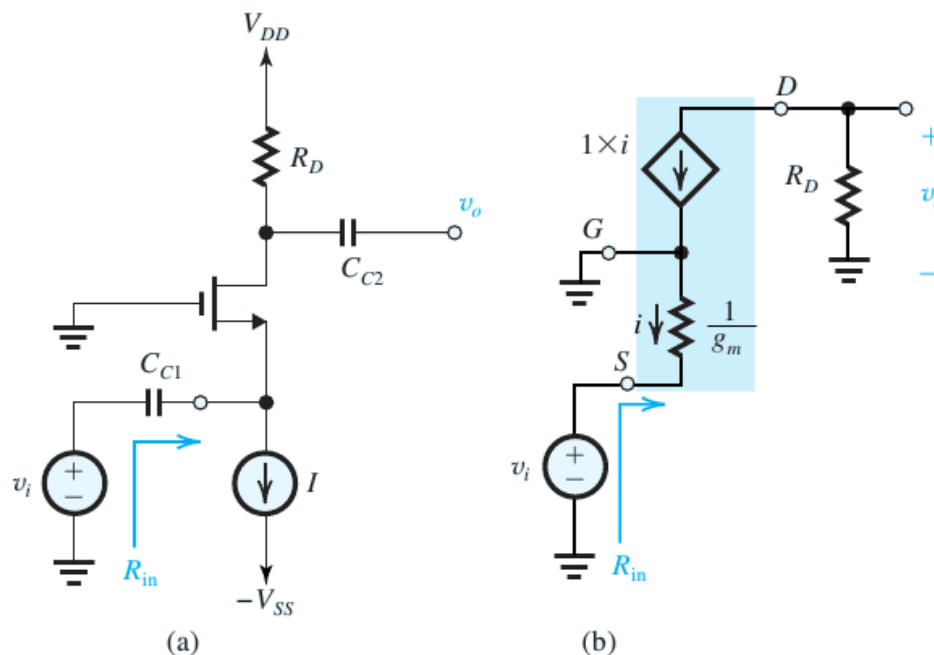 V_DD
R_D
v_o
C_C2
C_C1
v_i
+
−
I
R_in
−V_SS
(a)
D
1×i
R_D
+
v
−
G
i
1/g_m
S
v_i
+
−
R_in
(b)